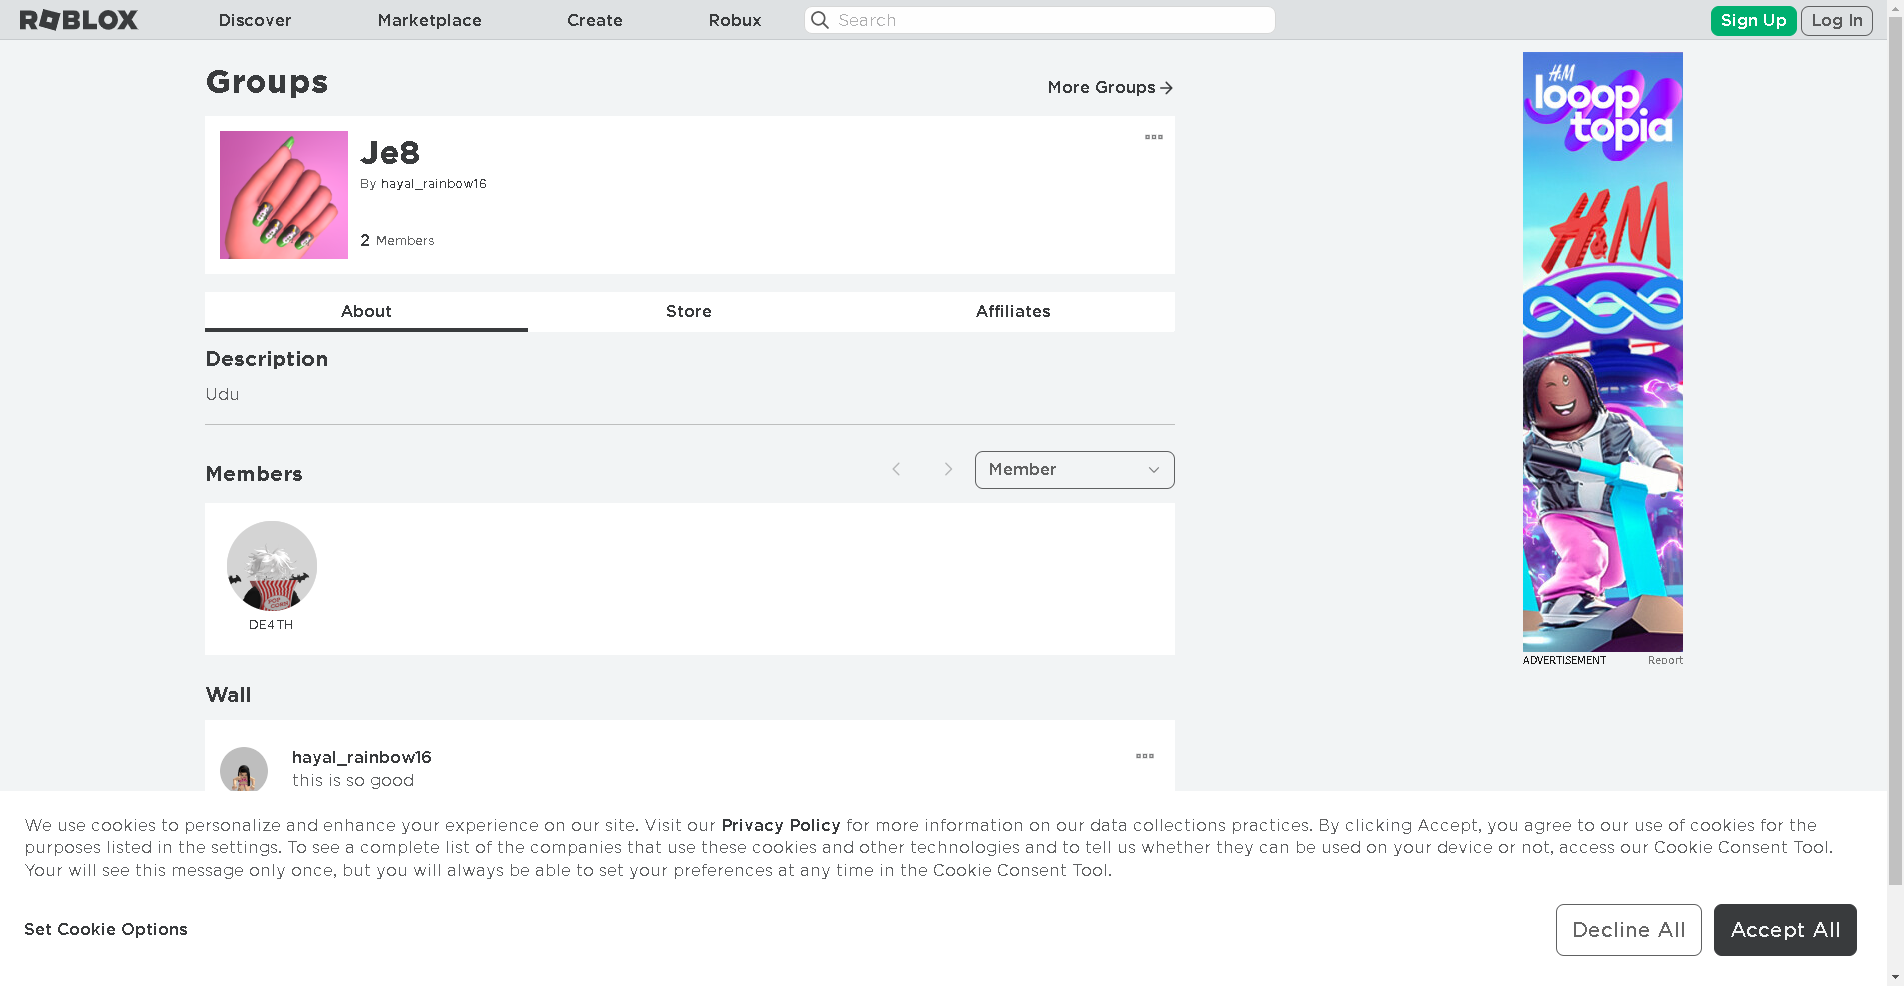 ROBLOX Discover Marketplace Create Robux Search Sign Up Log In
Groups
More Groups
Je8
By hayal_rainbow16
2 Members
About Store Affiliates
Description
Udu
Members
Member
POP
CORN
DE4TH
Wall
hayal_rainbow16
this is so good
H&M
looop
topia
H&M
ADVERTISEMENT Report
We use cookies to personalize and enhance your experience on our site. Visit our Privacy Policy for more information on our data collections practices. By clicking Accept, you agree to our use of cookies for the
purposes listed in the settings. To see a complete list of the companies that use these cookies and other technologies and to tell us whether they can be used on your device or not, access our Cookie Consent Tool.
Your will see this message only once, but you will always be able to set your preferences at any time in the Cookie Consent Tool.
Set Cookie Options
Decline All Accept All